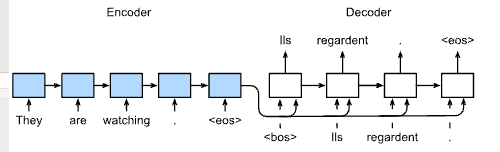 Encoder Decoder
Ils regardent . <eos>
They are watching . <eos>
<bos> Ils regardent .